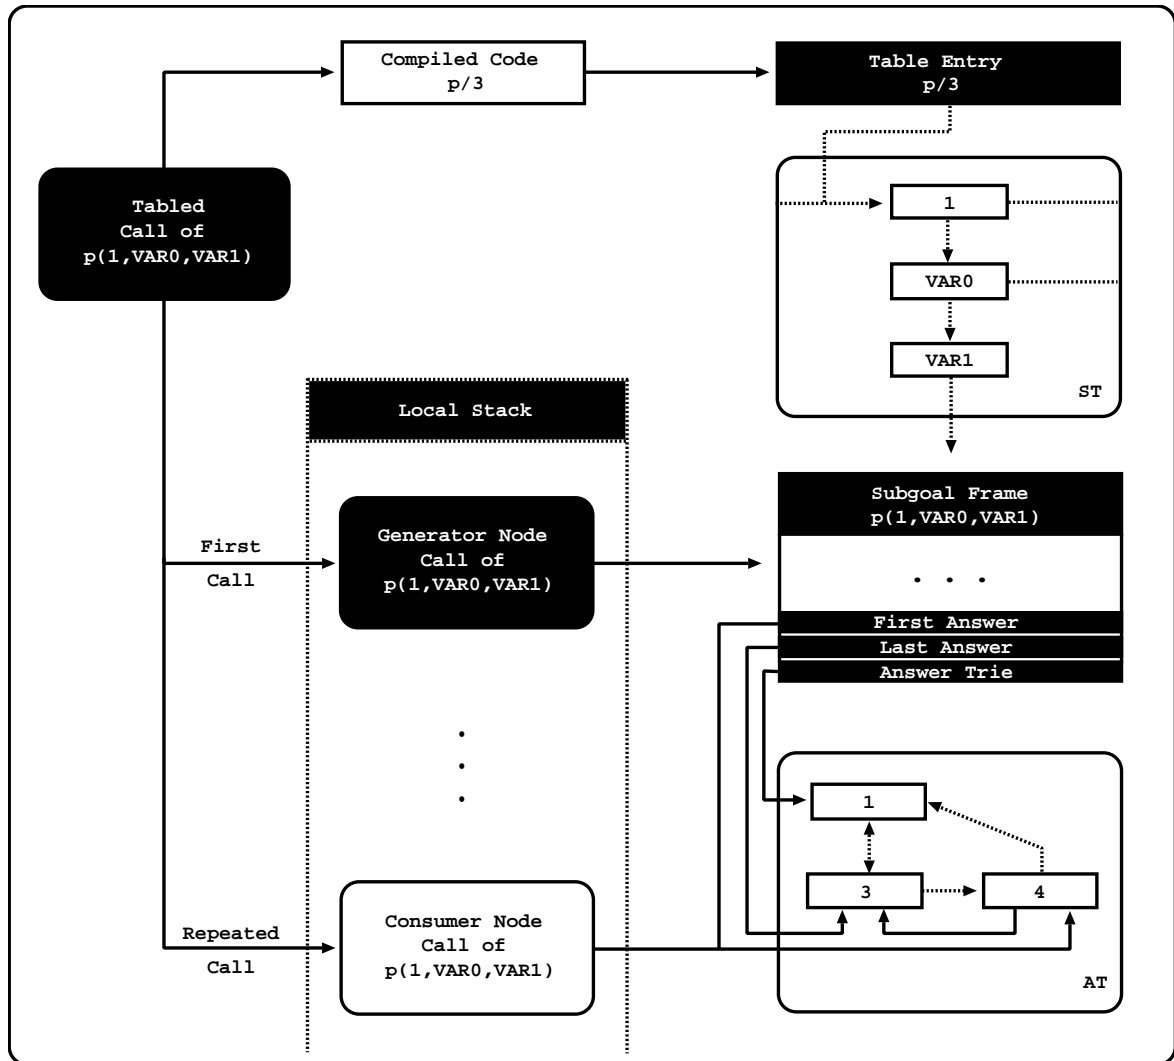 Compiled Code
p/3
Table Entry
p/3
Tabled
Call of
p(1,VAR0,VAR1)
1
VAR0
VAR1
ST
Local Stack
Subgoal Frame
p(1,VAR0,VAR1)
First
Call
Generator Node
Call of
p(1,VAR0,VAR1)
. . .
First Answer
Last Answer
Answer Trie
.
.
.
1
3
4
Repeated
Call
Consumer Node
Call of
p(1,VAR0,VAR1)
AT